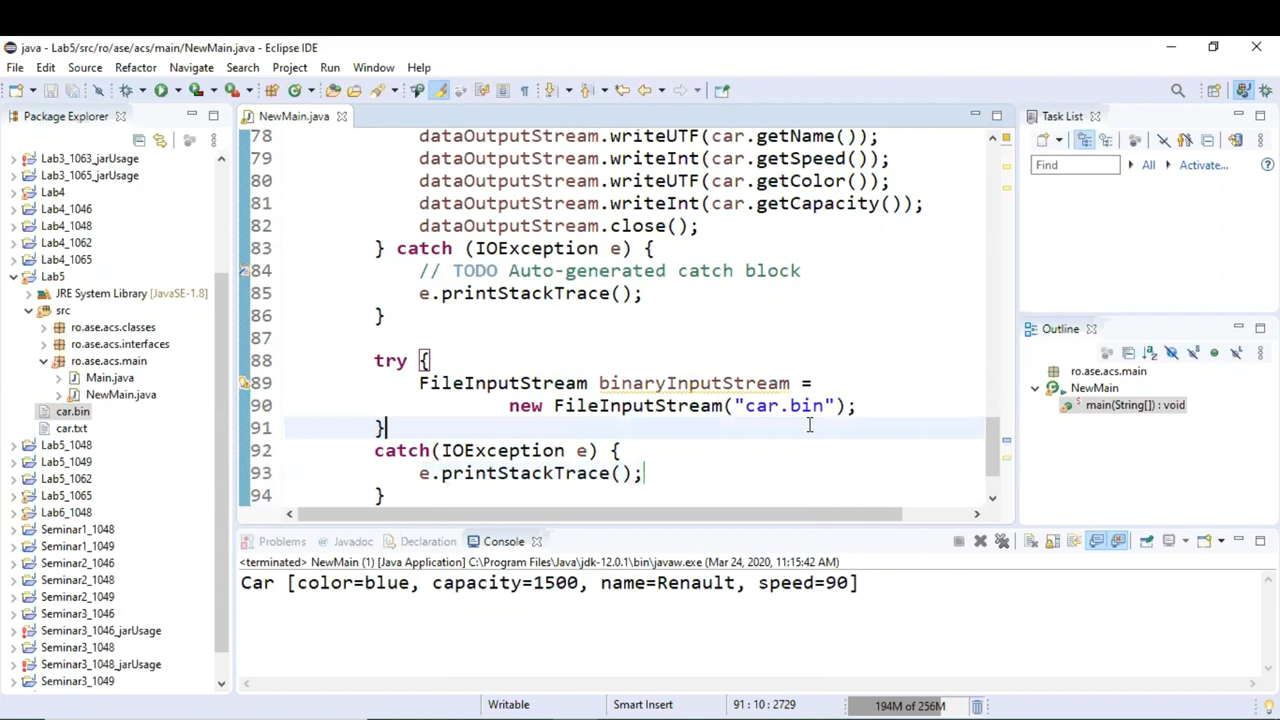 java - Lab5/src/ro/ase/acs/main/NewMain.java - Eclipse IDE
File Edit Source Refactor Navigate Search Project Run Window Help
Package Explorer
Lab3_1063_jarUsage
Lab3_1065_jarUsage
Lab4
Lab4_1046
Lab4_1048
Lab4_1062
Lab4_1065
Lab5
JRE System Library [JavaSE-1.8]
src
ro.ase.acs.classes
ro.ase.acs.interfaces
ro.ase.acs.main
Main.java
NewMain.java
car.bin
car.txt
Lab5_1048
Lab5_1049
Lab5_1062
Lab5_1065
Lab6_1048
Seminar1_1048
Seminar1_1049
Seminar2_1046
Seminar2_1048
Seminar2_1049
Seminar3_1046
Seminar3_1046_jarUsage
Seminar3_1048
Seminar3_1048_jarUsage
Seminar3_1049
NewMain.java
78 dataOutputStream.writeUTF(car.getName());
79 dataOutputStream.writeInt(car.getSpeed());
80 dataOutputStream.writeUTF(car.getColor());
81 dataOutputStream.writeInt(car.getCapacity());
82 dataOutputStream.close();
83 } catch (IOException e) {
84 // TODO Auto-generated catch block
85 e.printStackTrace();
86 }
87
88 try {
89 FileInputStream binaryInputStream =
90 new FileInputStream("car.bin");
91 }
92 catch(IOException e) {
93 e.printStackTrace();
94 }
Task List
Find All Activate...
Outline
ro.ase.acs.main
NewMain
main(String[]) : void
Problems Javadoc Declaration Console
<terminated> NewMain (1) [Java Application] C:\Program Files\Java\jdk-12.0.1\bin\javaw.exe (Mar 24, 2020, 11:15:42 AM)
Car [color=blue, capacity=1500, name=Renault, speed=90]
Writable Smart Insert 91 : 10 : 2729 194M of 256M